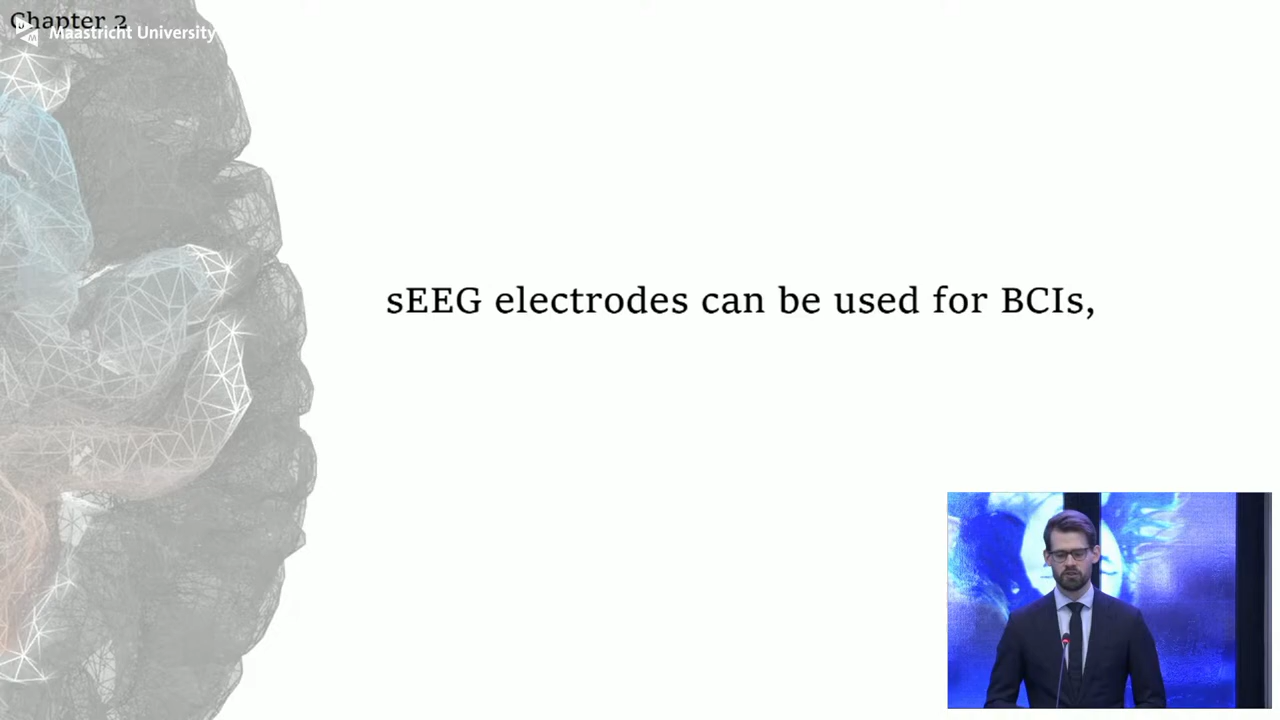 Chapter 2
Maastricht University
sEEG electrodes can be used for BCIs,